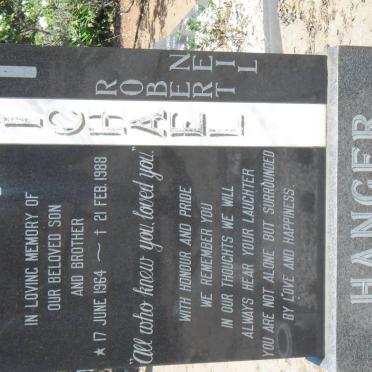 IN LOVING MEMORY OF
OUR BELOVED SON
AND BROTHER
★ 17 JUNE 1964 ~ † 21 FEB. 1988
"All who knew you, loved you."
WITH HONOUR AND PRIDE
WE REMEMBER YOU
IN OUR THOUGHTS WE WILL
ALWAYS HEAR YOUR LAUGHTER
YOU ARE NOT ALONE BUT SURROUNDED
BY LOVE AND HAPPINESS.
ICHAEL
ROBERT
NEIL
HANGER